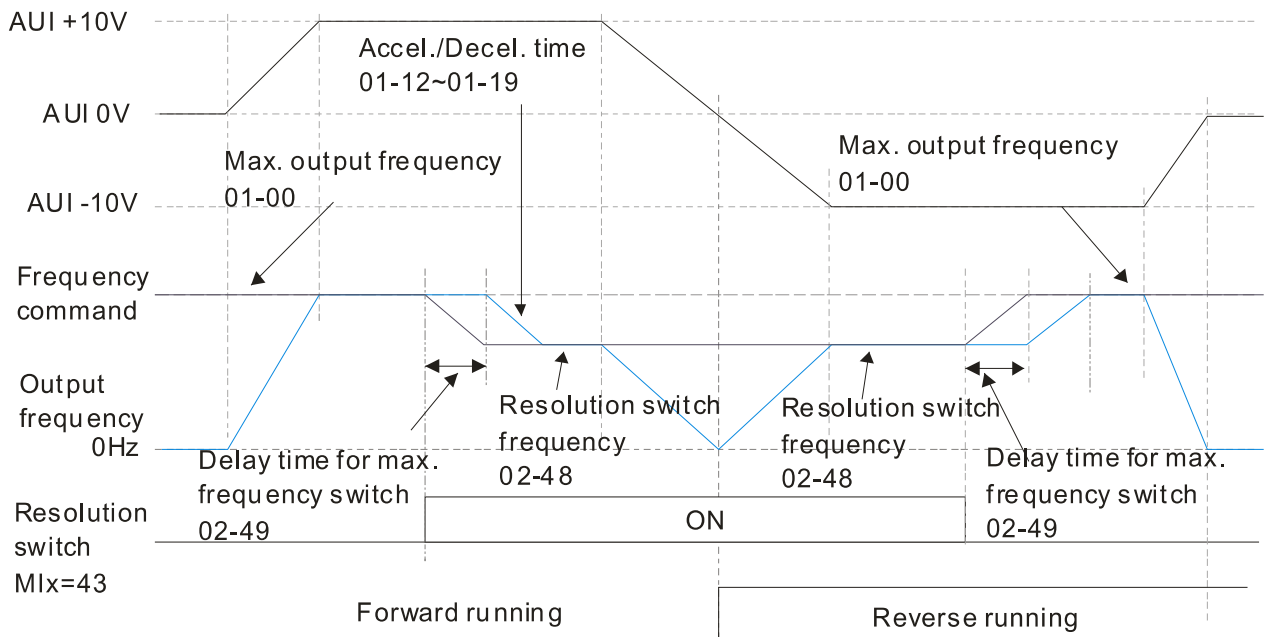 AUI +10V
Accel./Decel. time
01-12~01-19
AUI 0V
Max. output frequency
01-00
Max. output frequency
01-00
AUI -10V
Frequency
command
Output
frequency
0Hz
Resolution switch
frequency
02-48
Resolution switch
frequency
02-48
Delay time for max.
frequency switch
02-49
Delay time for max.
frequency switch
02-49
Resolution
switch
MIx=43
ON
Forward running
Reverse running